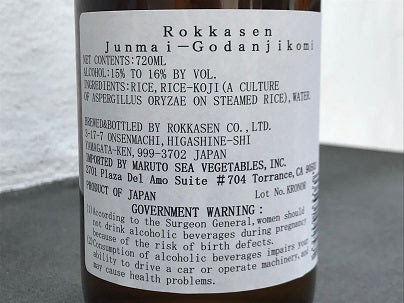 Rokkasen
Junmai-Godanjikomi
NET CONTENTS:720ML
ALCOHOL:15% TO 16% BY VOL.
INGREDIENTS:RICE,RICE-KOJI(A CULTURE
OF ASPERGILLUS ORYZAE ON STEAMED RICE),WATER.
BREWED&BOTTLED BY ROKKASEN CO.,LTD.
3-17-7 ONSENMACHI,HIGASHINE-SHI
YAMAGATA-KEN,999-3702 JAPAN
IMPORTED BY MARUTO SEA VEGETABLES, INC.
2701 Plaza Del Amo Suite #704 Torrance,CA
PRODUCT OF JAPAN Lot No.KRONOR
GOVERNMENT WARNING:
(1)According to the Surgeon General,women should
not drink alcoholic beverages during pregnancy
because of the risk of birth defects.
(2)Consumption of alcoholic beverages impairs your
ability to drive a car or operate machinery,and
may cause health problems.